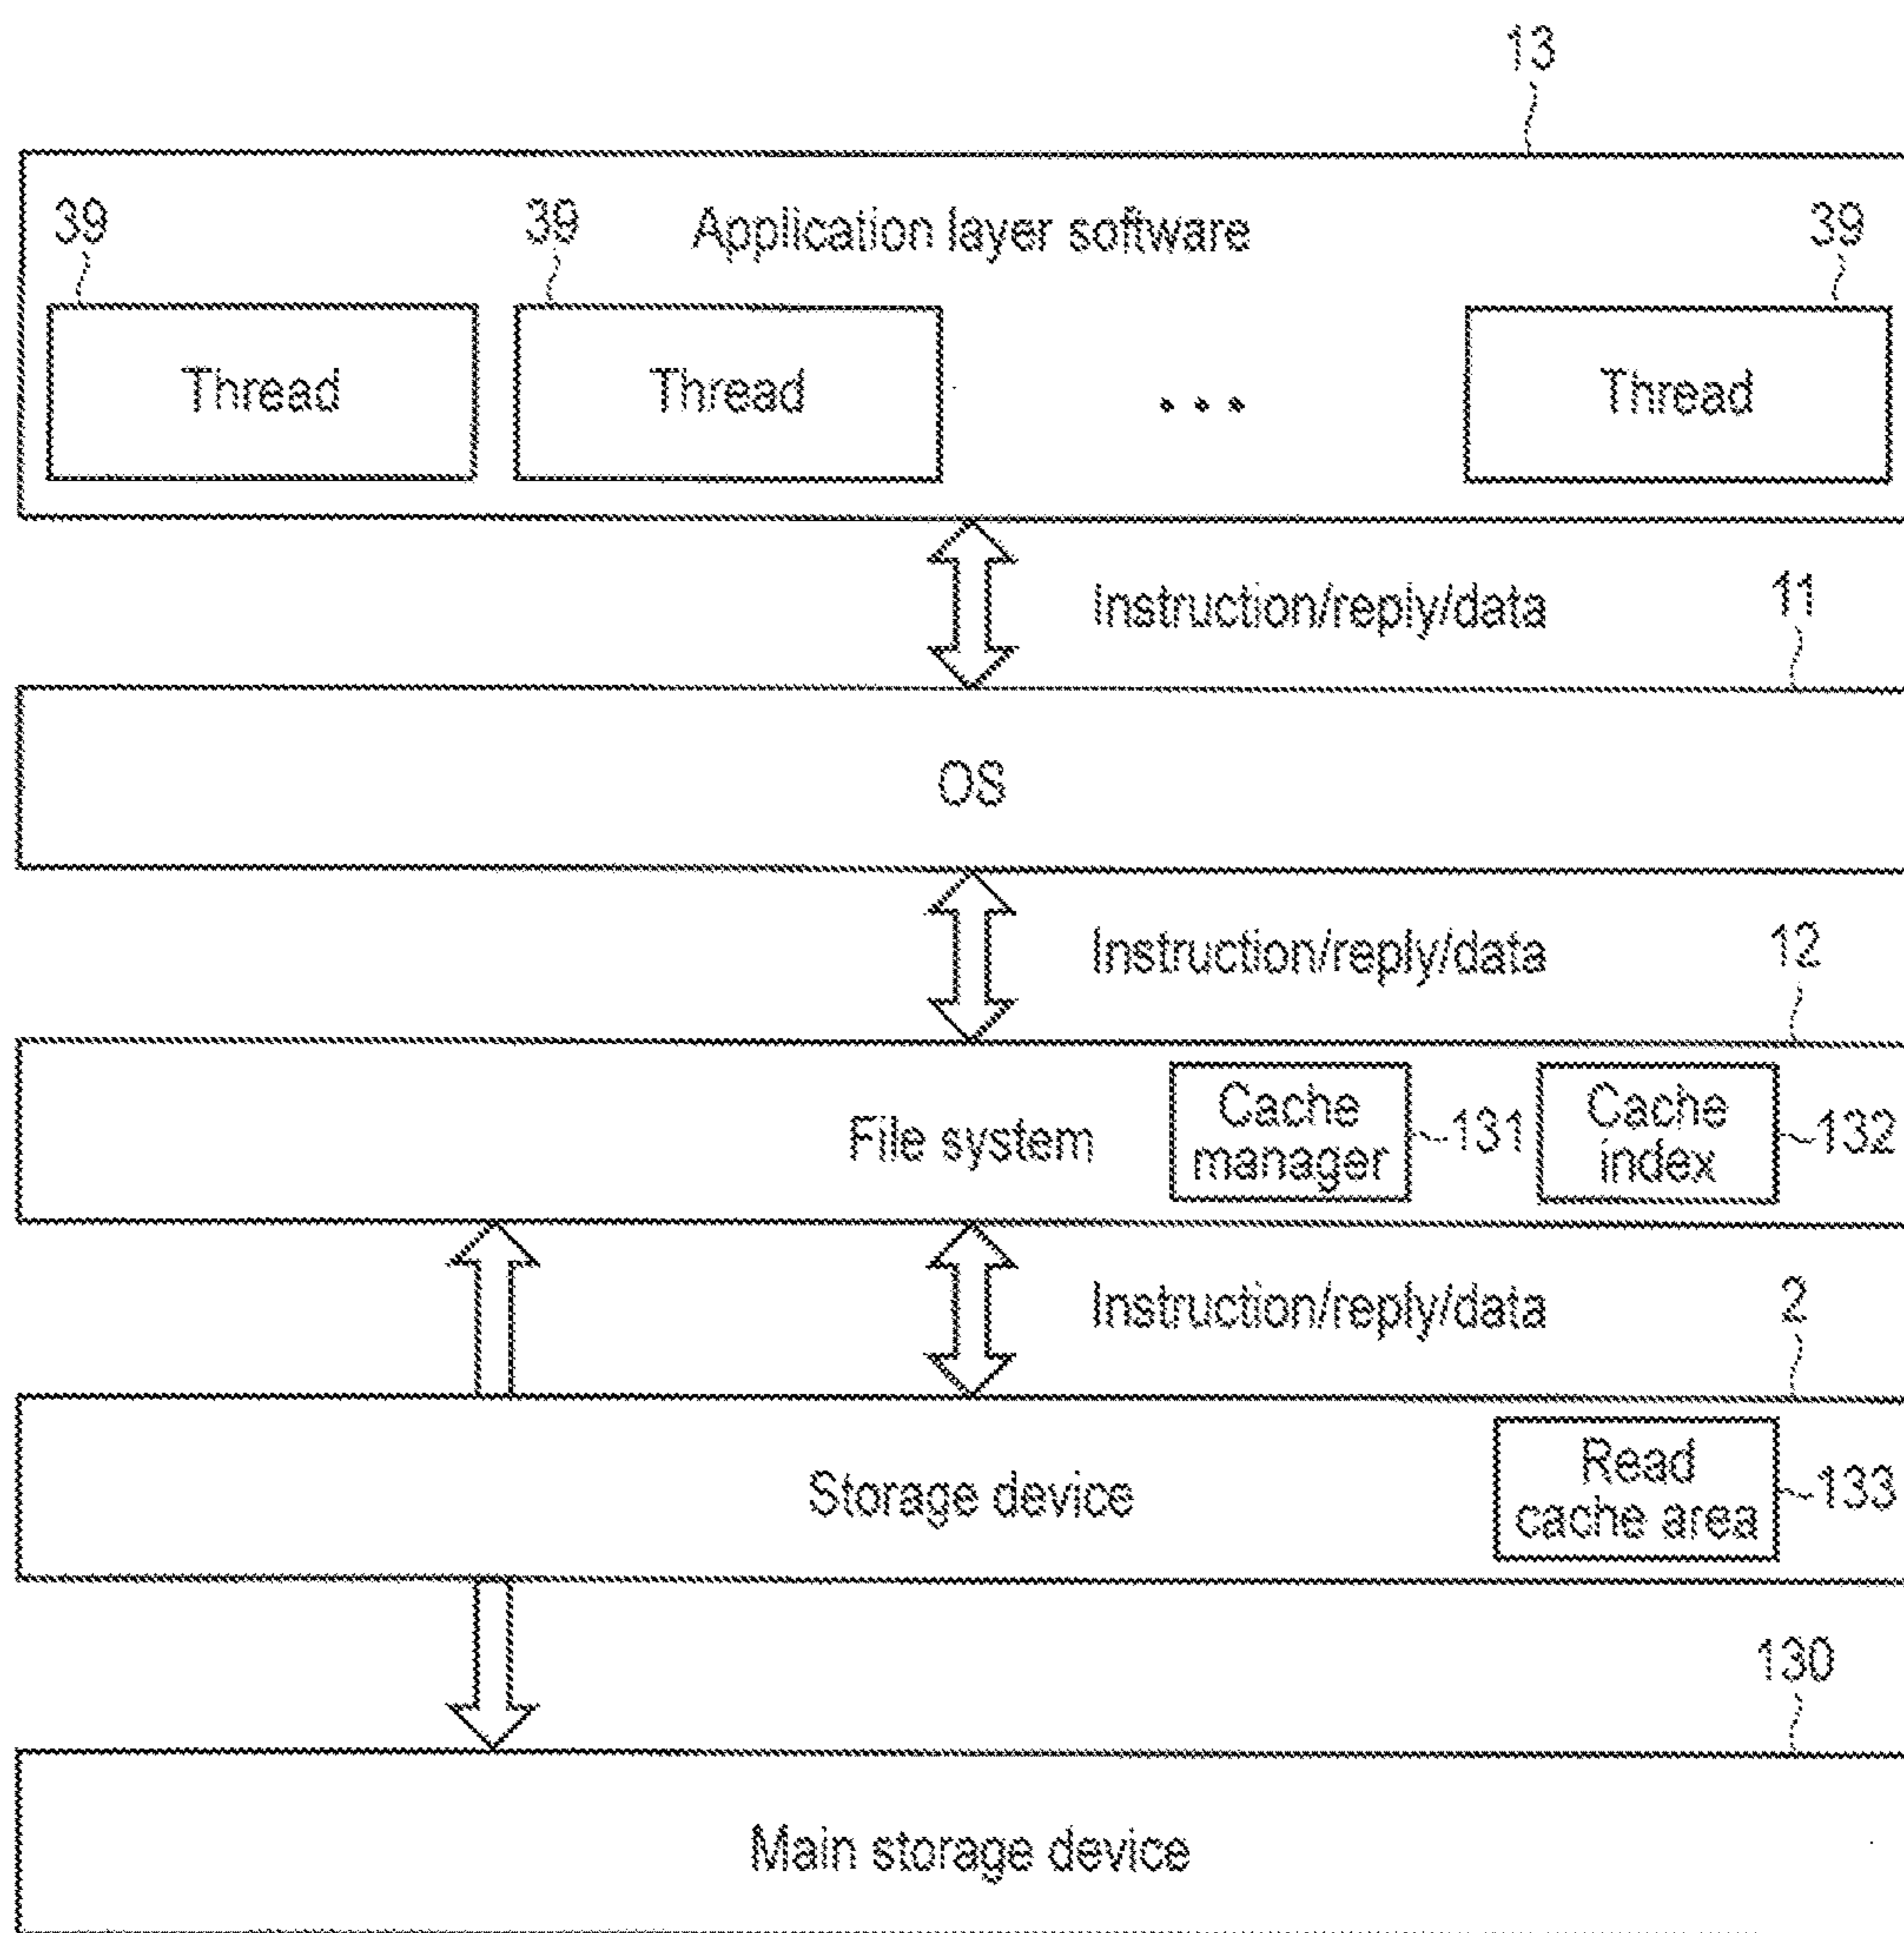 13
39
39
Application layer software
39
Thread
Thread
...
Thread
Instruction/reply/data
11
OS
Instruction/reply/data
12
File system
Cache
manager
131
Cache
index
132
Instruction/reply/data
2
Storage device
Read
cache area
133
130
Main storage device